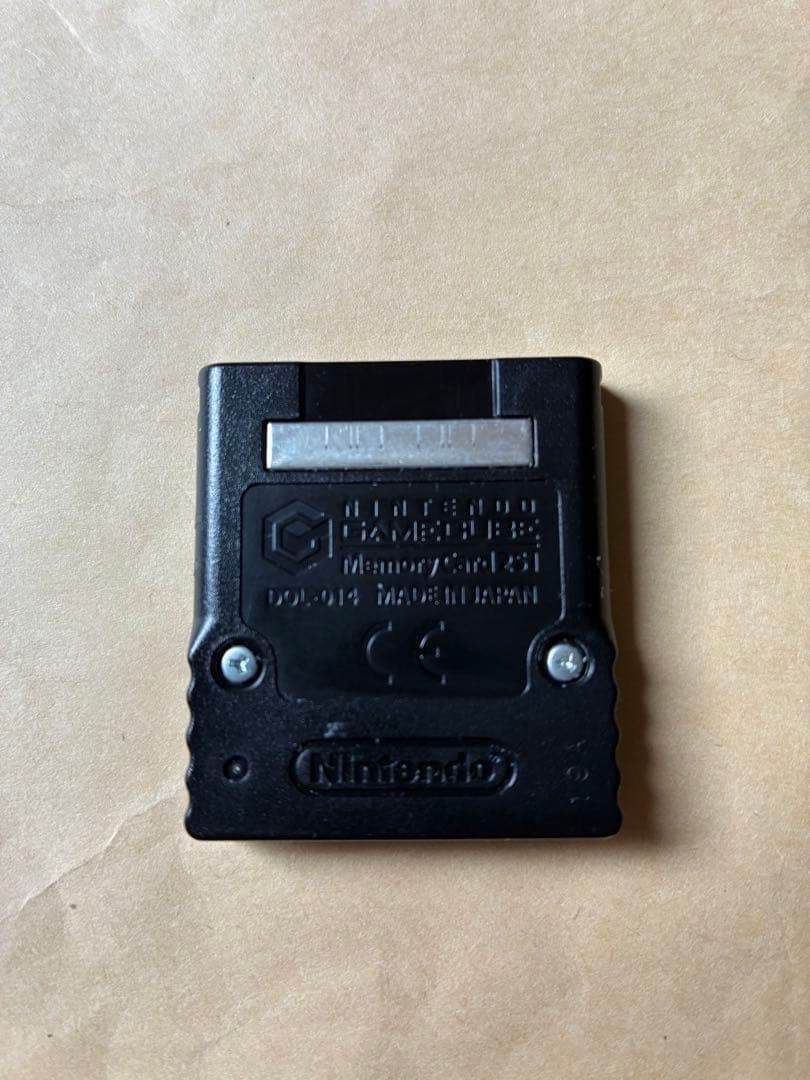 NINTENDO
GAMECUBE
Memory Card 251
DOL-014 MADE IN JAPAN
CE
Nintendo